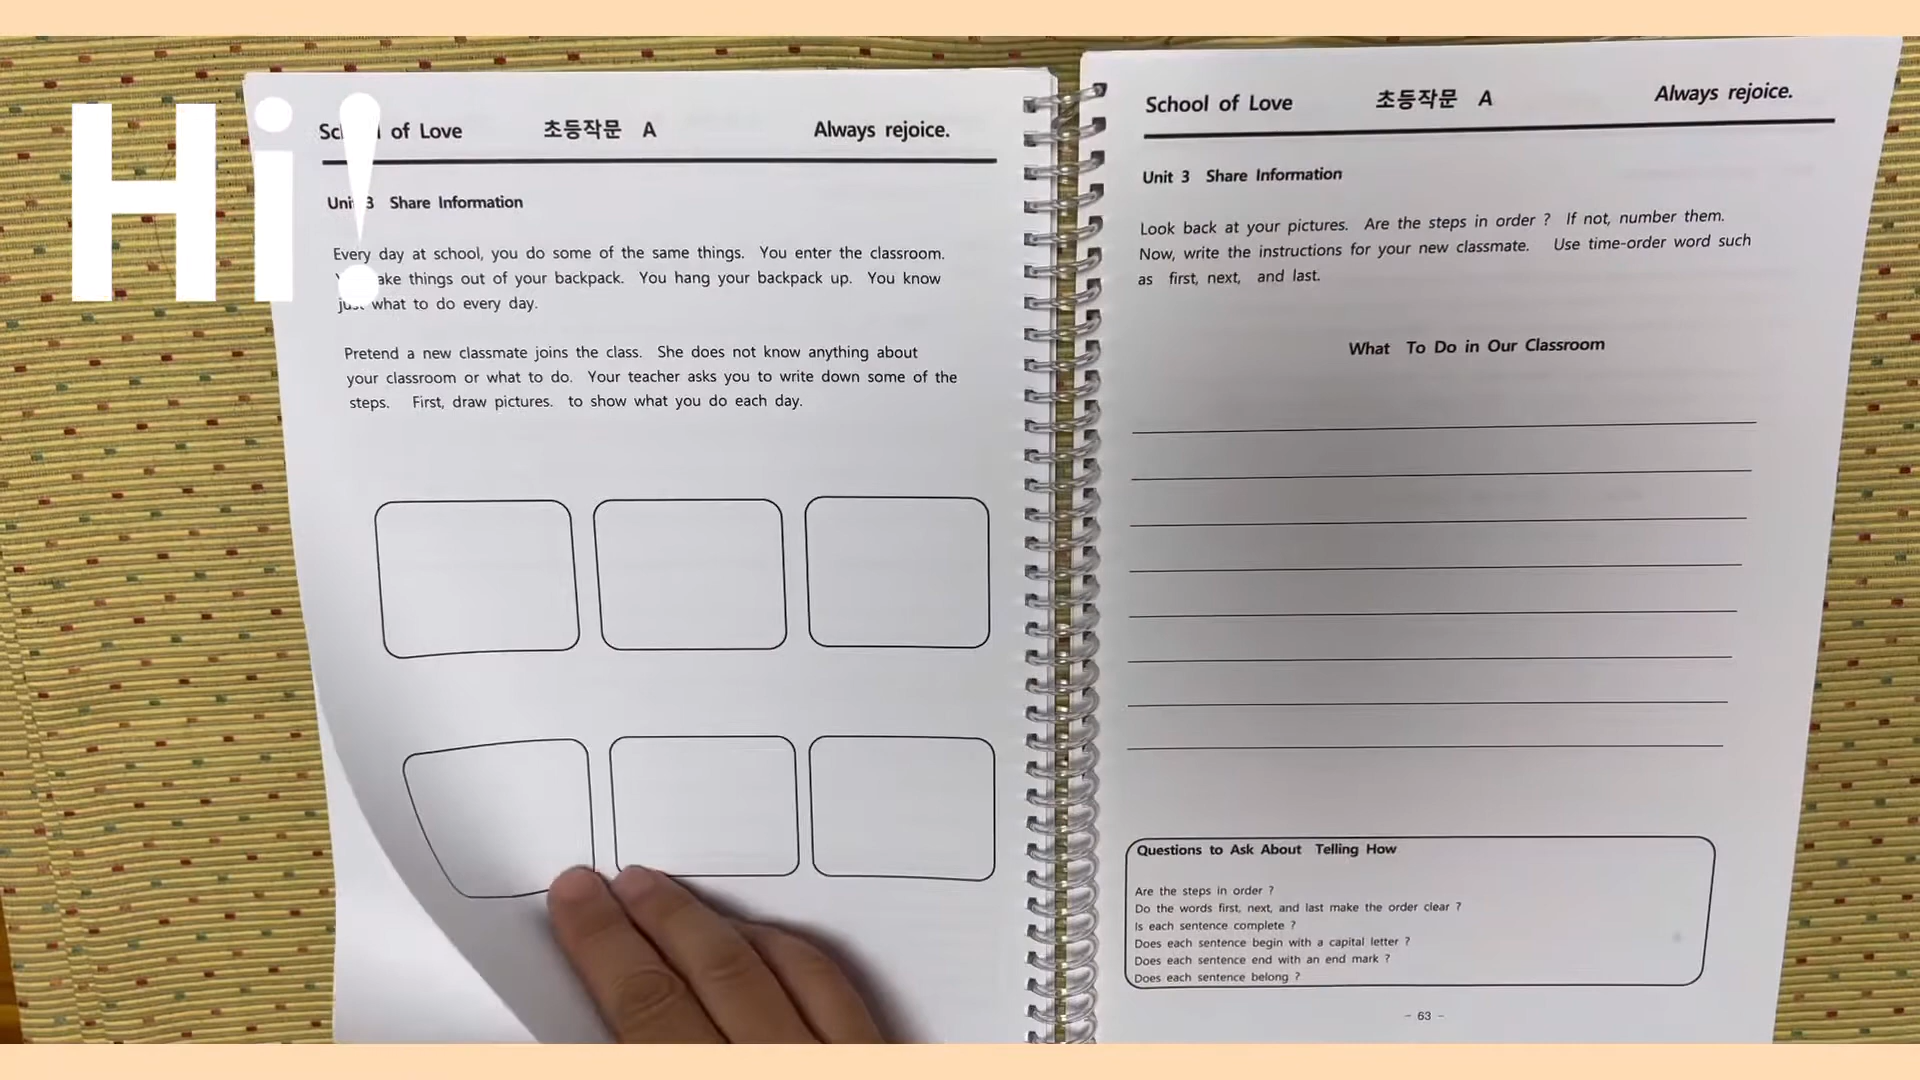 Hi!
School of Love 초등작문 A Always rejoice.
Unit 3 Share Information
Every day at school, you do some of the same things. You enter the classroom.
take things out of your backpack. You hang your backpack up. You know
just what to do every day.
Pretend a new classmate joins the class. She does not know anything about
your classroom or what to do. Your teacher asks you to write down some of the
steps. First, draw pictures. to show what you do each day.
School of Love 초등작문 A Always rejoice.
Unit 3 Share Information
Look back at your pictures. Are the steps in order ? If not, number them.
Now, write the instructions for your new classmate. Use time-order word such
as first, next, and last.
What To Do in Our Classroom
Questions to Ask About Telling How
Are the steps in order ?
Do the words first, next, and last make the order clear ?
Is each sentence complete ?
Does each sentence begin with a capital letter ?
Does each sentence end with an end mark ?
Does each sentence belong ?
- 63 -